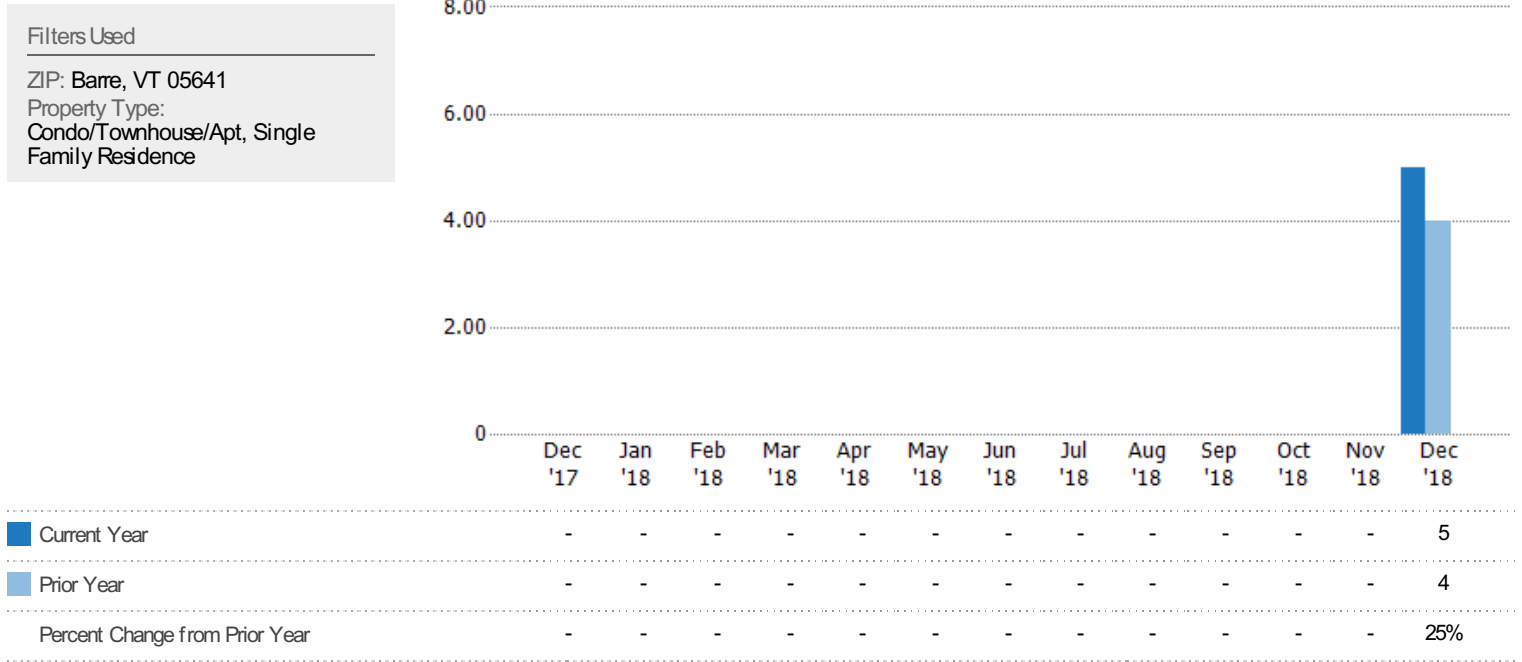 Filters Used
ZIP: Barre, VT 05641
Property Type:
Condo/Townhouse/Apt, Single
Family Residence
8.00
6.00
4.00
2.00
0
Dec Jan Feb Mar Apr May Jun Jul Aug Sep Oct Nov Dec
'17 '18 '18 '18 '18 '18 '18 '18 '18 '18 '18 '18 '18
Current Year - - - - - - - - - - - - 5
Prior Year - - - - - - - - - - - - 4
Percent Change from Prior Year - - - - - - - - - - - - 25%